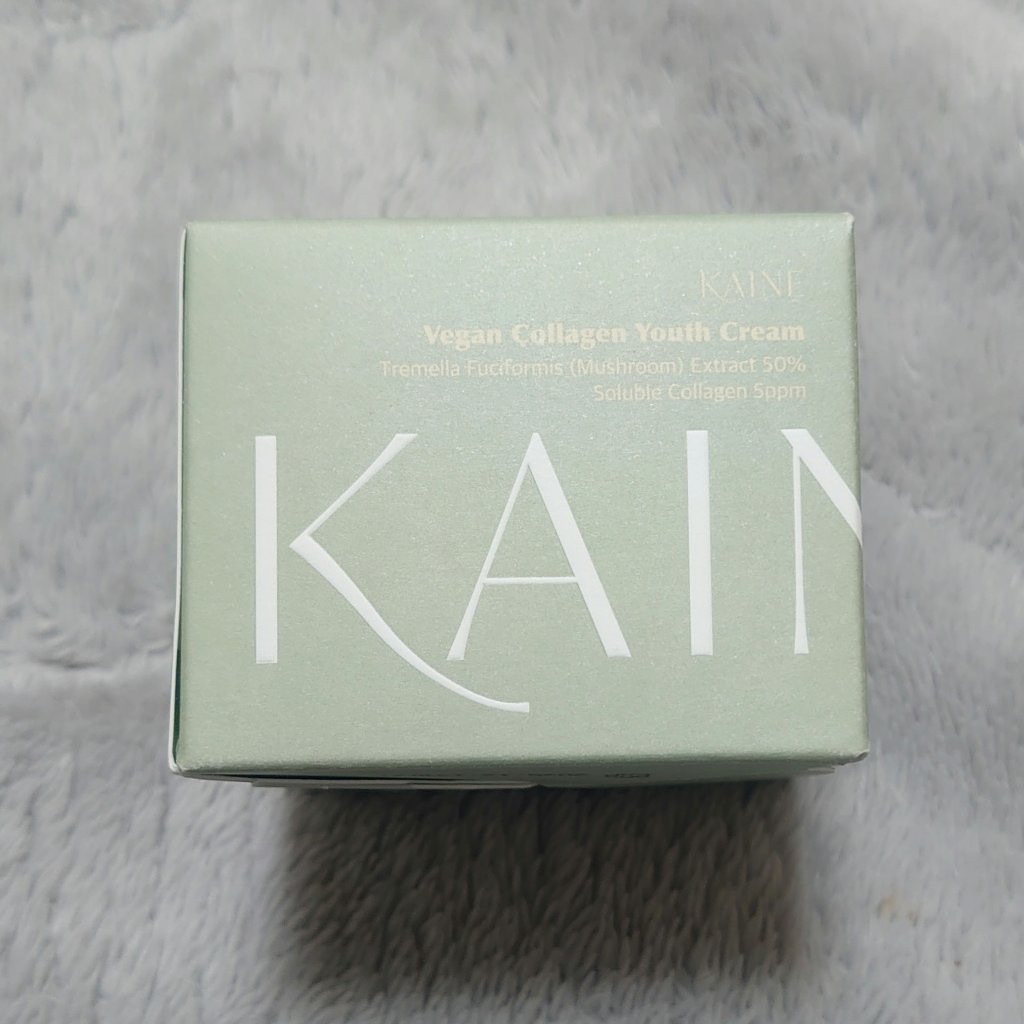 KAINE
Vegan Collagen Youth Cream
Tremella Fuciformis (Mushroom) Extract 50%
Soluble Collagen 5ppm
KAIN